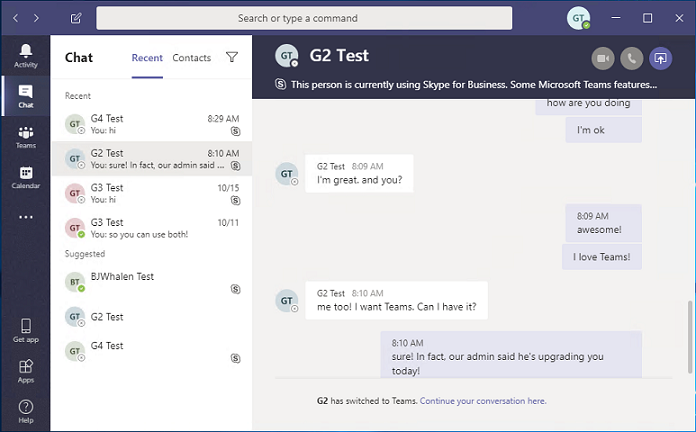 Search or type a command
GT
Activity
Chat
Teams
Calendar
Get app
Apps
Help
Chat
Recent
Contacts
Recent
GT
G4 Test
8:29 AM
You: hi
GT
G2 Test
8:10 AM
You: sure! In fact, our admin said ...
GT
G3 Test
10/15
You: hi
GT
G3 Test
10/11
You: so you can use both!
Suggested
BT
BJWhalen Test
GT
G2 Test
GT
G4 Test
GT
G2 Test
This person is currently using Skype for Business. Some Microsoft Teams features...
how are you doing
I'm ok
GT
G2 Test 8:09 AM
I'm great. and you?
8:09 AM
awesome!
I love Teams!
GT
G2 Test 8:10 AM
me too! I want Teams. Can I have it?
8:10 AM
sure! In fact, our admin said he's upgrading you
today!
G2 has switched to Teams. Continue your conversation here.